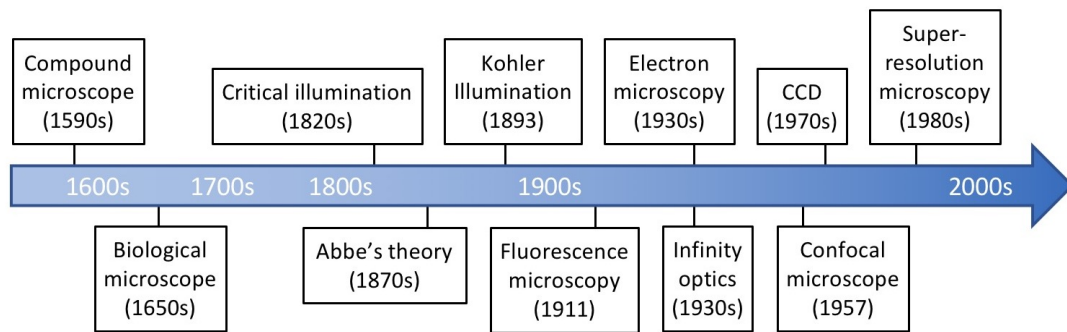 Compound
microscope
(1590s)
Critical illumination
(1820s)
Kohler
Illumination
(1893)
Electron
microscopy
(1930s)
CCD
(1970s)
Super-
resolution
microscopy
(1980s)
1600s 1700s 1800s 1900s 2000s
Biological
microscope
(1650s)
Abbe's theory
(1870s)
Fluorescence
microscopy
(1911)
Infinity
optics
(1930s)
Confocal
microscope
(1957)